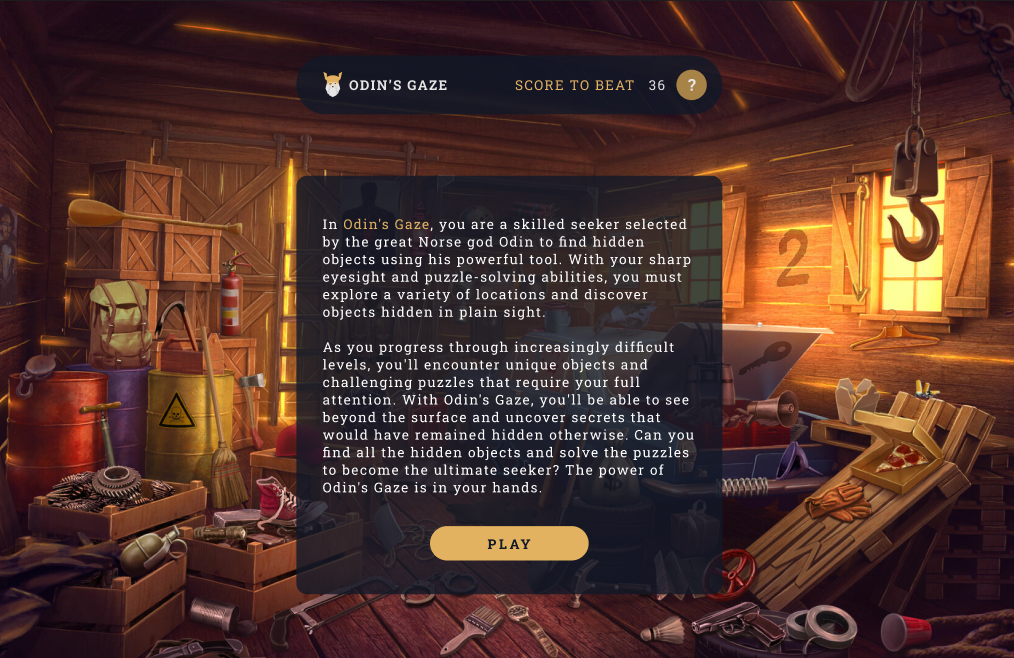 ODIN'S GAZE
SCORE TO BEAT 36 ?
In Odin's Gaze, you are a skilled seeker selected
by the great Norse god Odin to find hidden
objects using his powerful tool. With your sharp
eyesight and puzzle-solving abilities, you must
explore a variety of locations and discover
objects hidden in plain sight.
As you progress through increasingly difficult
levels, you'll encounter unique objects and
challenging puzzles that require your full
attention. With Odin's Gaze, you'll be able to see
beyond the surface and uncover secrets that
would have remained hidden otherwise. Can you
find all the hidden objects and solve the puzzles
to become the ultimate seeker? The power of
Odin's Gaze is in your hands.
PLAY
2